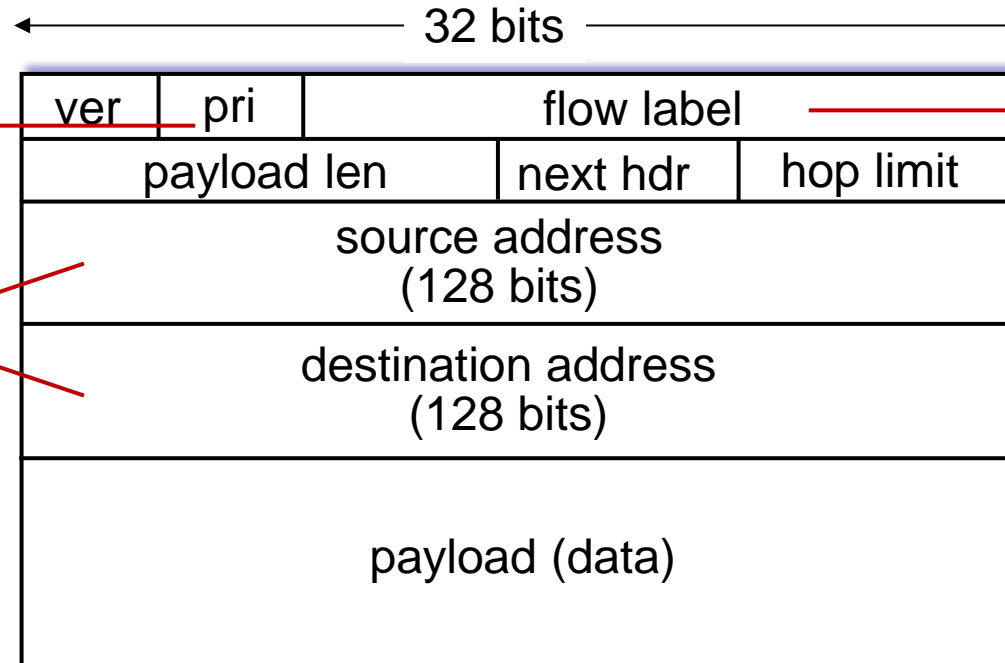 32 bits
ver pri flow label
payload len next hdr hop limit
source address
(128 bits)
destination address
(128 bits)
payload (data)